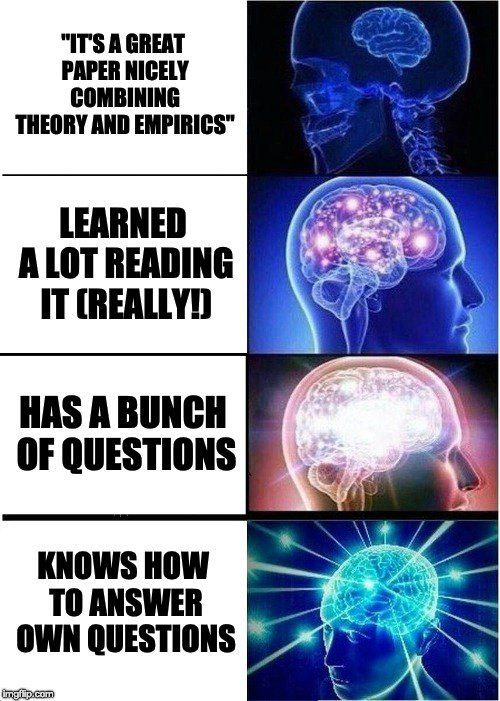 "IT'S A GREAT
PAPER NICELY
COMBINING
THEORY AND EMPIRICS"
LEARNED
A LOT READING
IT (REALLY!)
HAS A BUNCH
OF QUESTIONS
KNOWS HOW
TO ANSWER
OWN QUESTIONS
imgflip.com